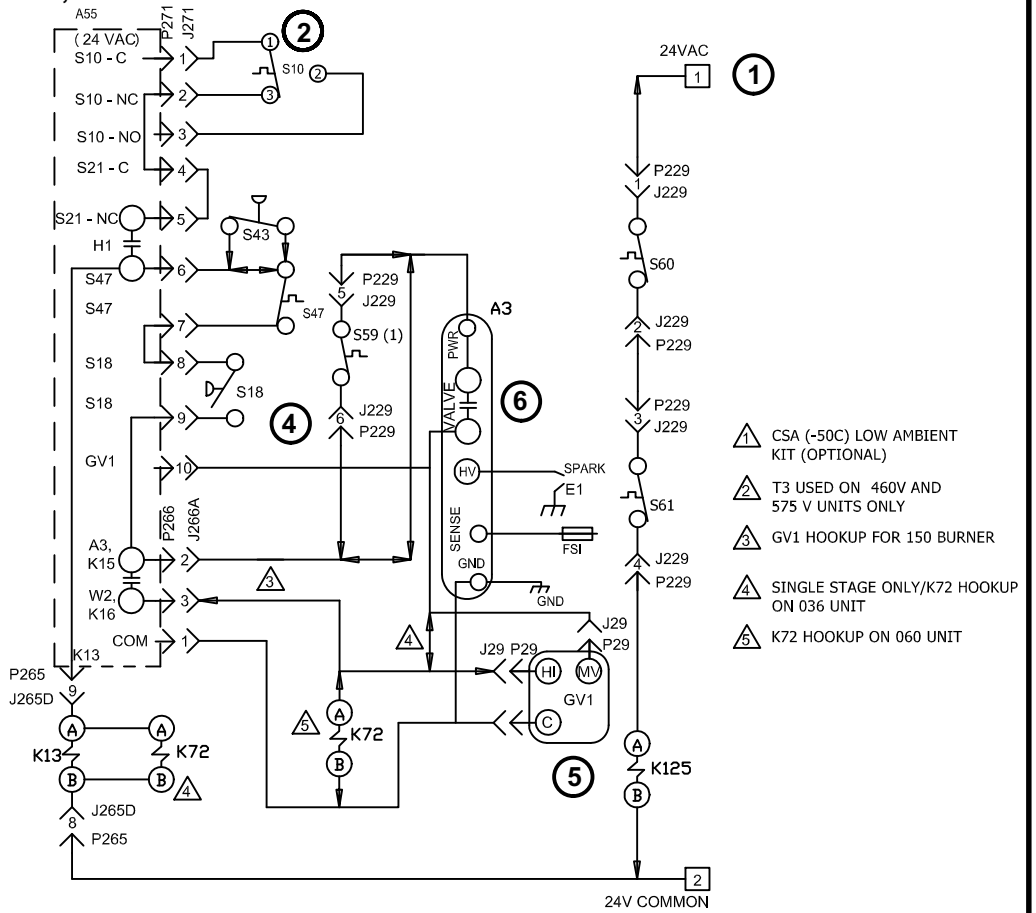 A55
P271
J271
( 24 VAC)
S10 - C
1
1
2
S10
2
S10 - NC
2
3
S10 - NO
3
S21 - C
4
S21 - NC
5
S43
H1
S47
6
S47
7
S47
S18
8
S18
S18
9
4
GV1
10
P266
J266A
A3,
K15
2
3
W2,
K16
3
COM
1
K13
P265
9
J265D
A
A
K13
K72
B
B
4
J265D
8
P265
5
P229
J229
S59 (1)
J229
6
P229
A3
PWR
VALVE
6
HV
SPARK
E1
SENSE
FSI
GND
GND
4
J29
P29
J29 P29
HI
MV
GV1
C
5
5
A
K72
B
24VAC
1
1
P229
1
J229
S60
J229
2
P229
P229
3
J229
S61
J229
4
P229
A
K125
B
2
24V COMMON
1 CSA (-50C) LOW AMBIENT
KIT (OPTIONAL)
2 T3 USED ON 460V AND
575 V UNITS ONLY
3 GV1 HOOKUP FOR 150 BURNER
4 SINGLE STAGE ONLY/K72 HOOKUP
ON 036 UNIT
5 K72 HOOKUP ON 060 UNIT